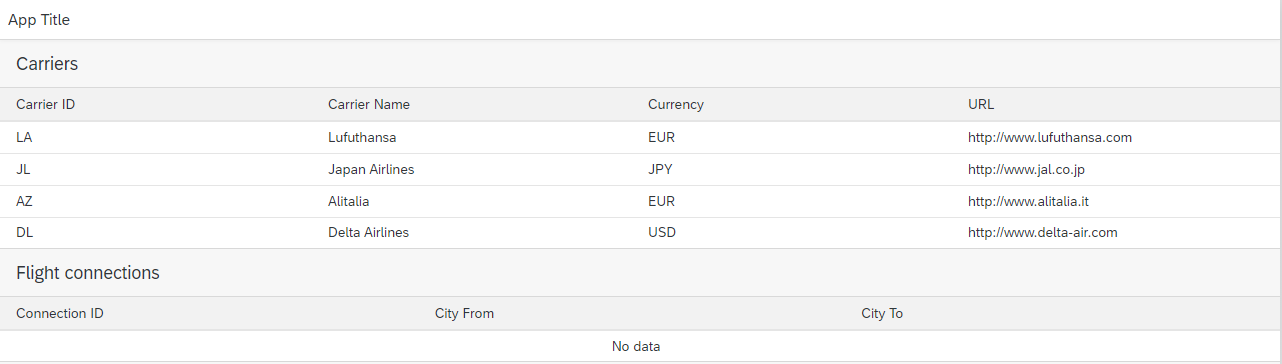 App Title
Carriers
Carrier ID Carrier Name Currency URL
LA Lufuthansa EUR http://www.lufuthansa.com
JL Japan Airlines JPY http://www.jal.co.jp
AZ Alitalia EUR http://www.alitalia.it
DL Delta Airlines USD http://www.delta-air.com
Flight connections
Connection ID City From City To
No data